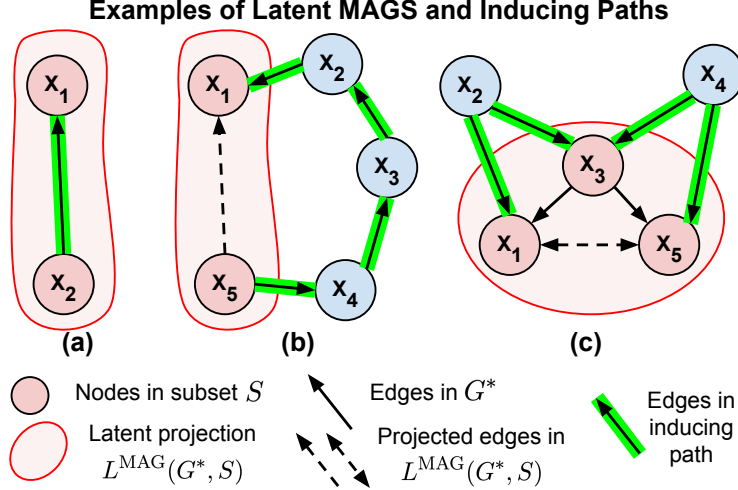 Examples of Latent MAGS and Inducing Paths
X1
X2
(a)
X1
X2
X3
X4
X5
(b)
X2
X4
X3
X1
X5
(c)
Nodes in subset S
Edges in G*
Edges in
inducing
path
Latent projection
L^MAG(G*, S)
Projected edges in
L^MAG(G*, S)